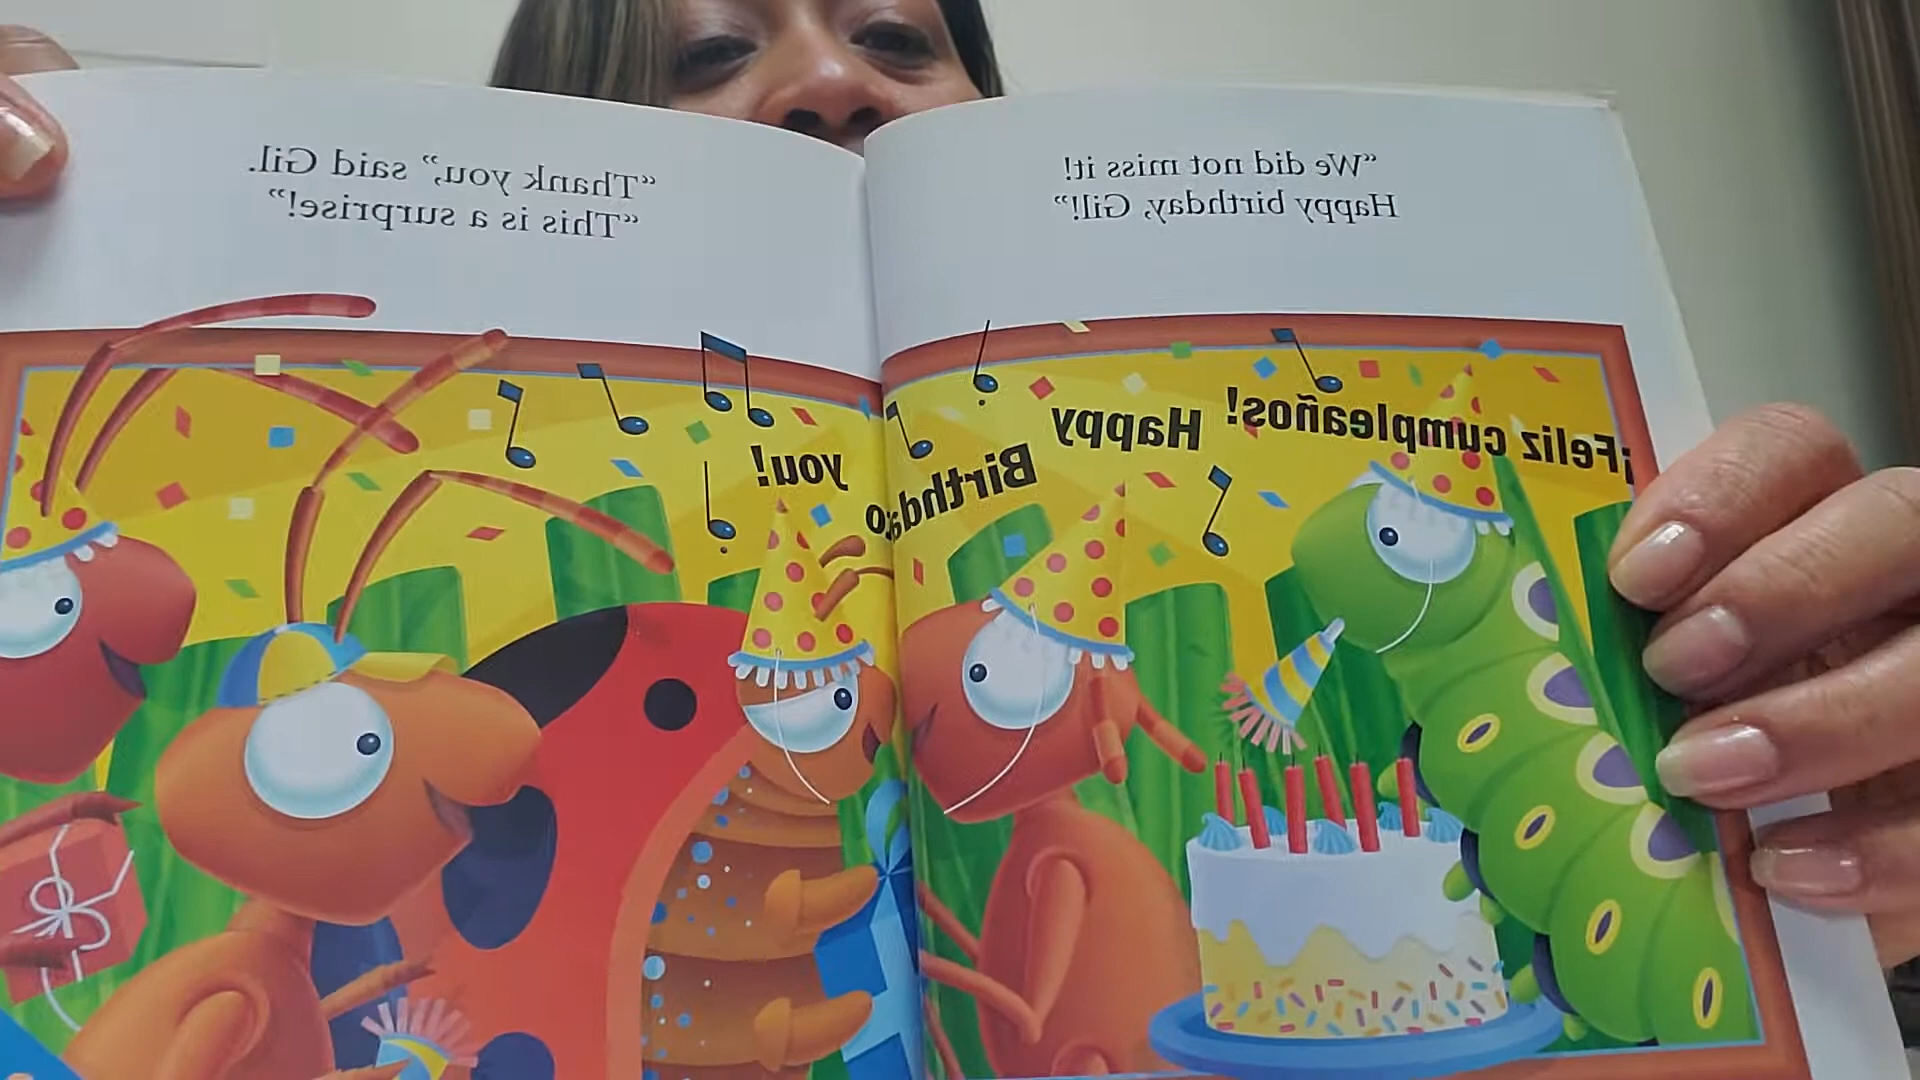 “We did not miss it!
Happy birthday, Gil!”
¡Feliz cumpleaños!
Happy
you!
“Thank you,” said Gil.
“This is a surprise!”